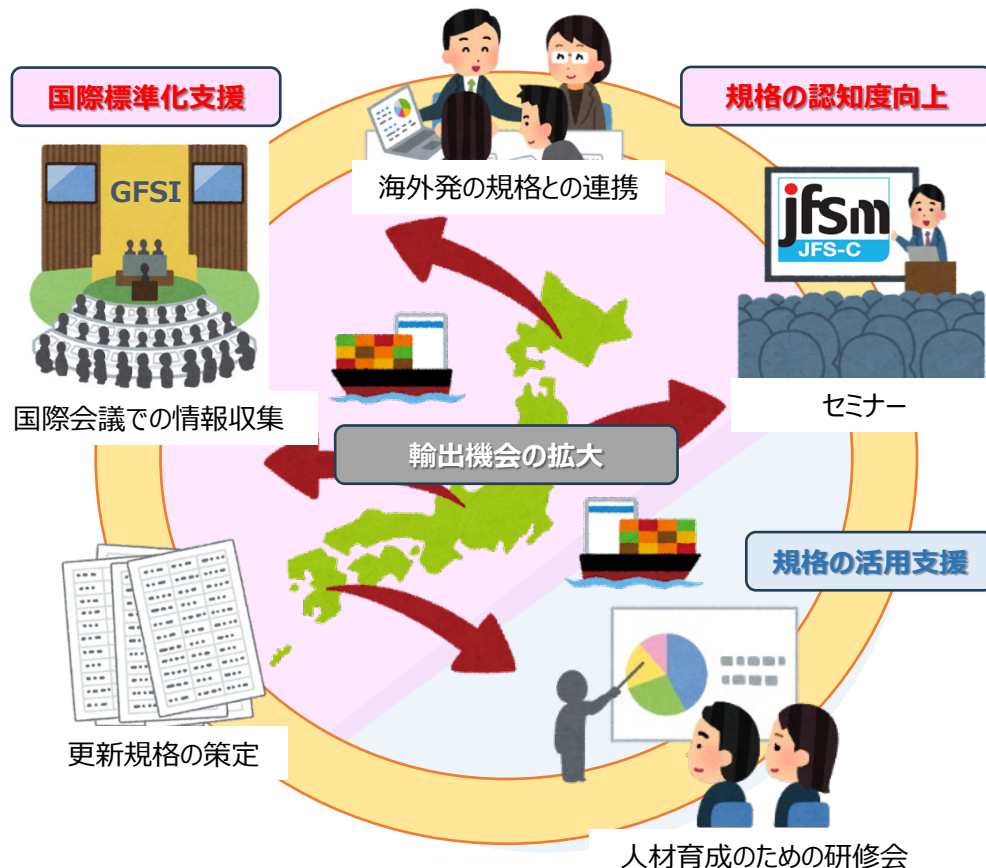 国際標準化支援
規格の認知度向上
GFSI
海外発の規格との連携
jfsm
JFS-C
国際会議での情報収集
セミナー
輸出機会の拡大
規格の活用支援
更新規格の策定
人材育成のための研修会